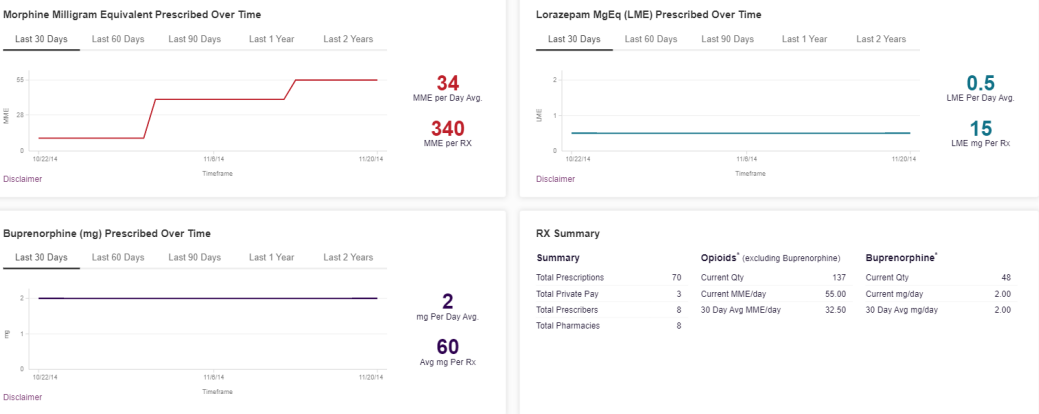 Morphine Milligram Equivalent Prescribed Over Time
Last 30 Days Last 60 Days Last 90 Days Last 1 Year Last 2 Years
MME
55
28
0
10/22/14 11/6/14 11/20/14
Timeframe
34
MME per Day Avg.
340
MME per RX
Disclaimer
Lorazepam MgEq (LME) Prescribed Over Time
Last 30 Days Last 60 Days Last 90 Days Last 1 Year Last 2 Years
LME
2
1
0
10/22/14 11/6/14 11/20/14
Timeframe
0.5
LME Per Day Avg.
15
LME mg Per Rx
Disclaimer
Buprenorphine (mg) Prescribed Over Time
Last 30 Days Last 60 Days Last 90 Days Last 1 Year Last 2 Years
mg
2
1
0
10/22/14 11/6/14 11/20/14
Timeframe
2
mg Per Day Avg.
60
Avg mg Per Rx
Disclaimer
RX Summary
Summary Opioids* (excluding Buprenorphine) Buprenorphine*
Total Prescriptions 70 Current Qty 137 Current Qty 48
Total Private Pay 3 Current MME/day 55.00 Current mg/day 2.00
Total Prescribers 8 30 Day Avg MME/day 32.50 30 Day Avg mg/day 2.00
Total Pharmacies 8